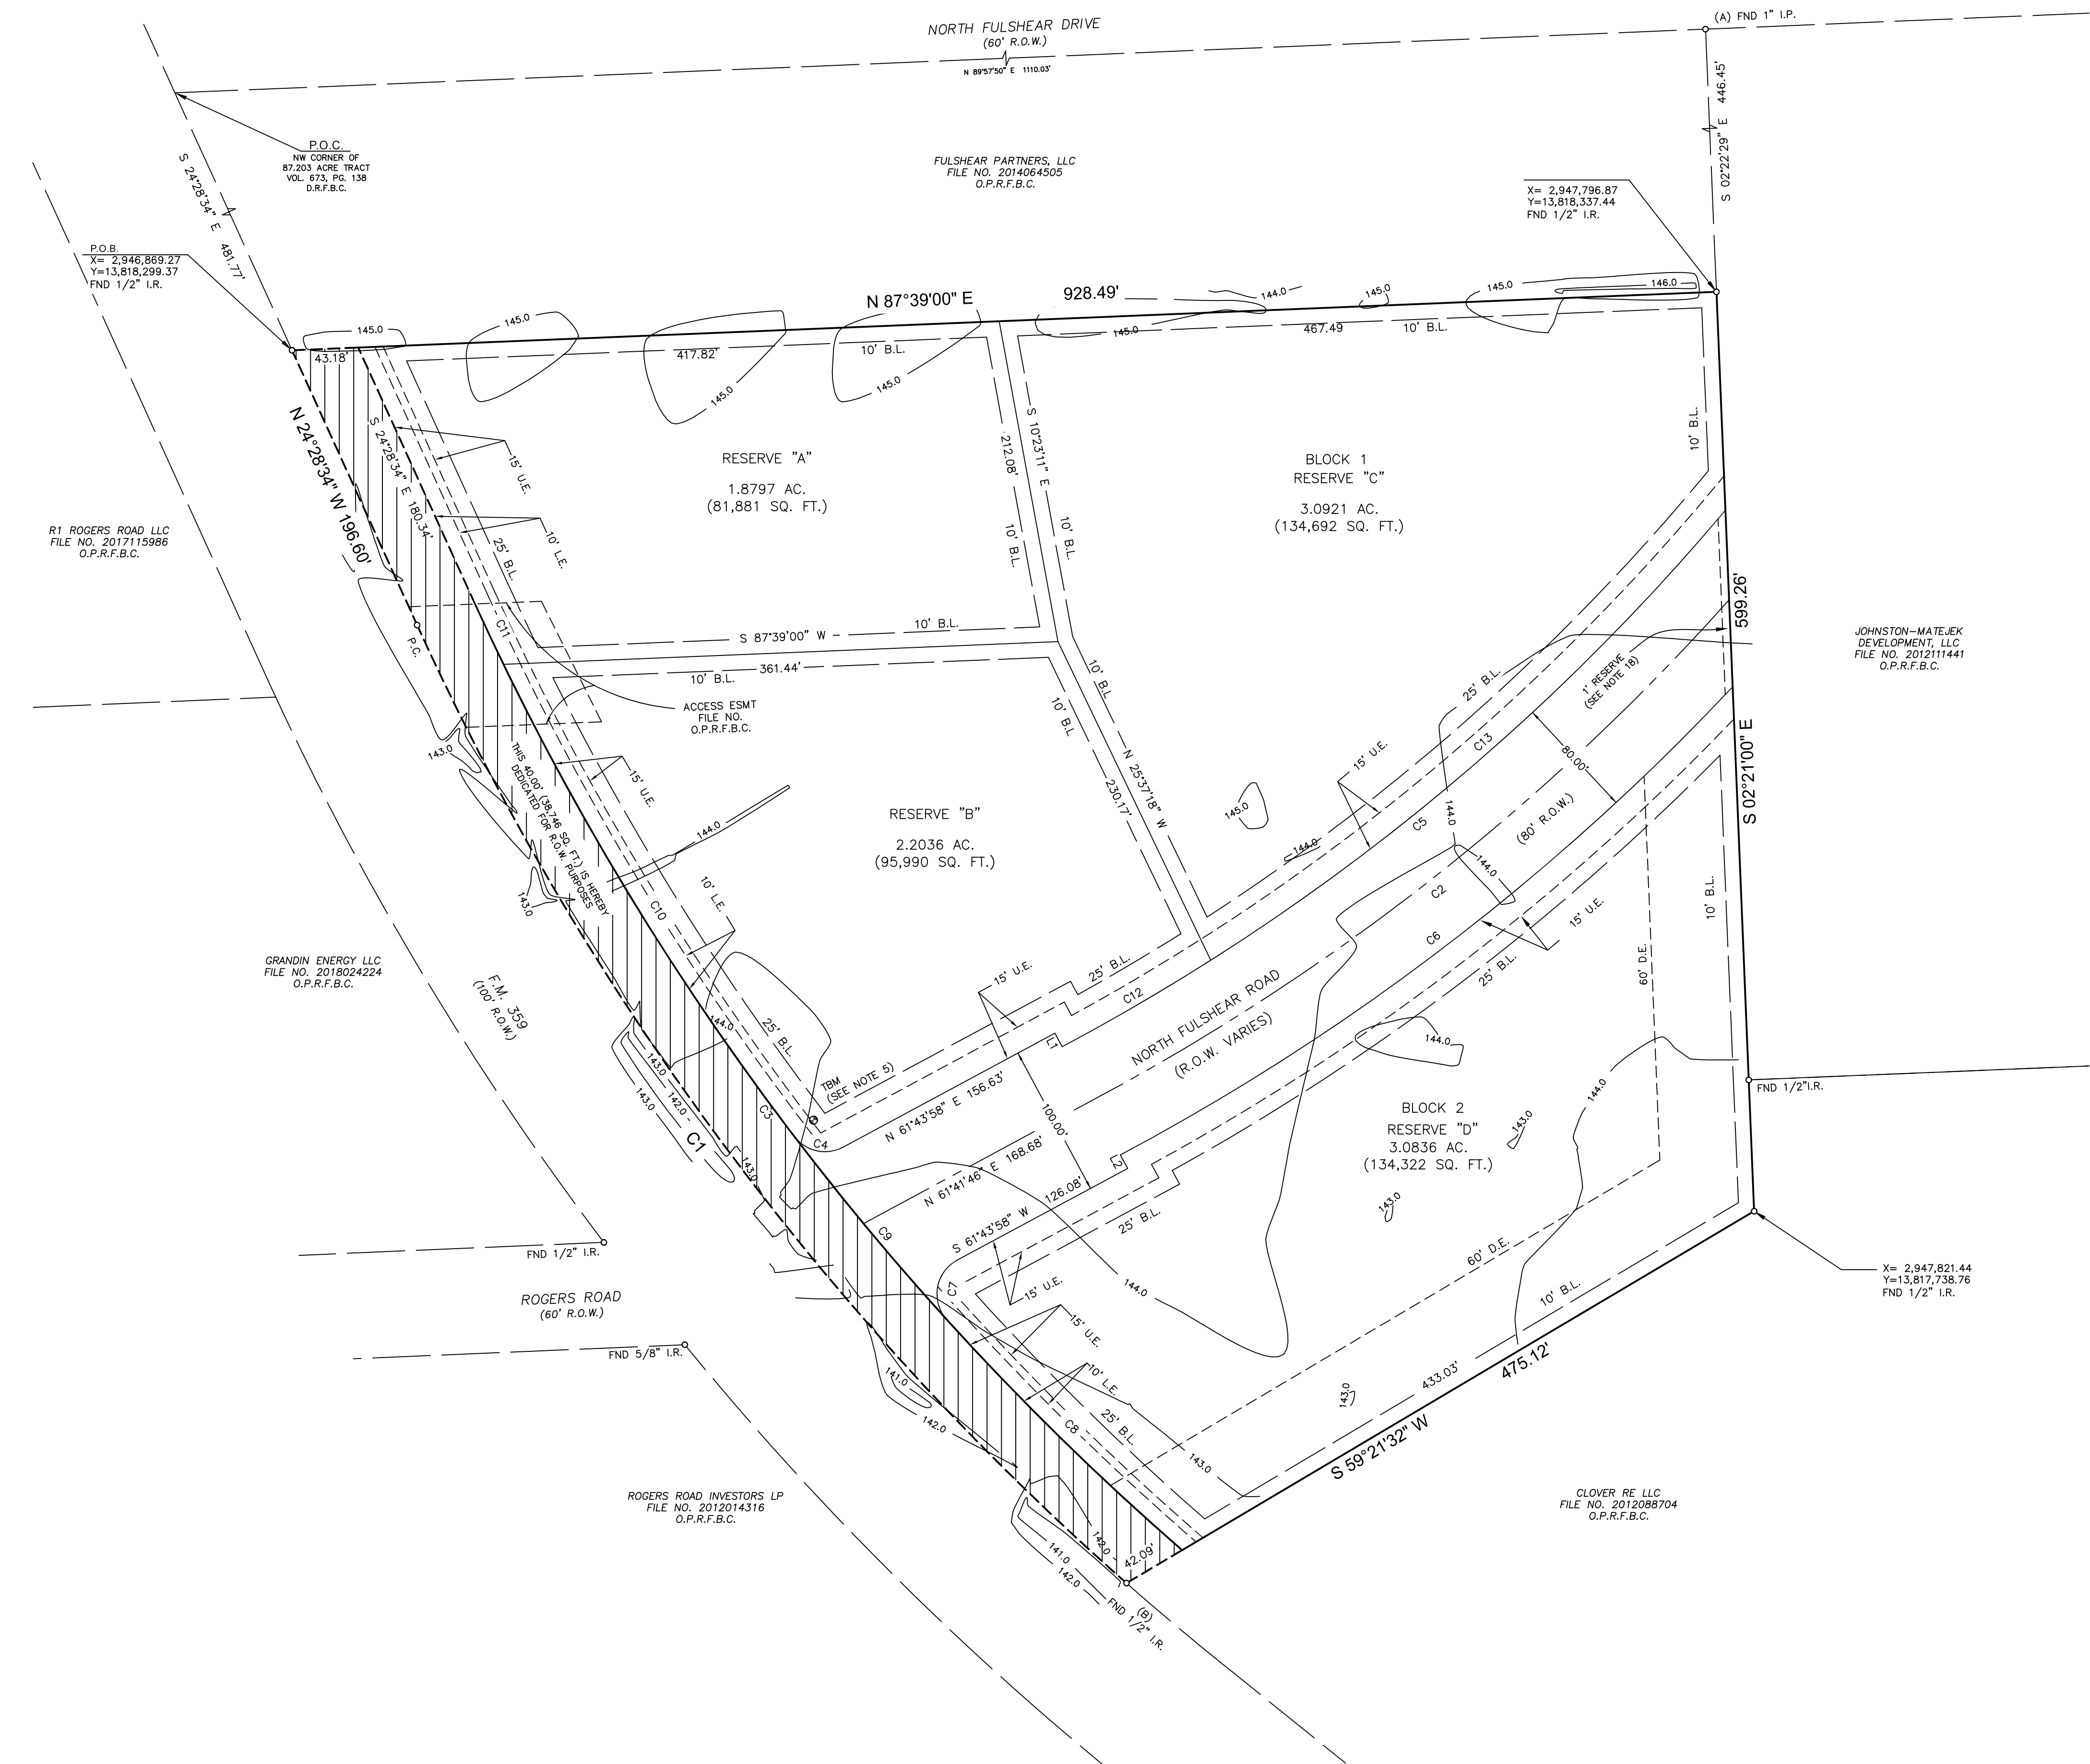 NORTH FULSHEAR DRIVE
(60' R.O.W.)
N 89°57'50" E 1110.03'
(A) FND 1" I.P.
S 02°22'29" E 446.45'
P.O.C.
NW CORNER OF
87.203 ACRE TRACT
VOL. 673, PG. 138
D.R.F.B.C.
S 24°28'34" E 481.77'
FULSHEAR PARTNERS, LLC
FILE NO. 2014064505
O.P.R.F.B.C.
X= 2,947,796.87
Y=13,818,337.44
FND 1/2" I.R.
P.O.B.
X= 2,946,869.27
Y=13,818,299.37
FND 1/2" I.R.
N 87°39'00" E 928.49'
144.0
145.0
145.0
146.0
145.0
145.0
145.0
467.49 10' B.L.
43.18'
417.82' 10' B.L.
145.0
145.0
N 24°28'34" W 196.60'
S 24°28'34" E 180.34'
15' U.E.
10' L.E.
25' B.L.
C11
P.C.
RESERVE "A"
1.8797 AC.
(81,881 SQ. FT.)
212.08'
10' B.L.
S 10°23'11" E
10' B.L.
BLOCK 1
RESERVE "C"
3.0921 AC.
(134,692 SQ. FT.)
10' B.L.
R1 ROGERS ROAD LLC
FILE NO. 2017115986
O.P.R.F.B.C.
599.26'
S 02°21'00" E
JOHNSTON-MATEJEK
DEVELOPMENT, LLC
FILE NO. 2012111441
O.P.R.F.B.C.
S 87°39'00" W 10' B.L.
10' B.L. 361.44'
ACCESS ESMT
FILE NO.
O.P.R.F.B.C.
10' B.L
10' B.L
N 25°37'18" W
230.17'
25' B.L.
1' RESERVE
(SEE NOTE 18)
C13
80.00'
15' U.E.
C5
144.0
(80' R.O.W.)
144.0
143.0
THIS 40.00' (38,746 SQ. FT.) IS HEREBY
DEDICATED FOR R.O.W. PURPOSES
15' U.E.
144.0
RESERVE "B"
2.2036 AC.
(95,990 SQ. FT.)
145.0
144.0
C2
C6
15' U.E.
25' B.L.
60' D.E.
10' B.L.
143.0
10' L.E.
C10
GRANDIN ENERGY LLC
FILE NO. 2018024224
O.P.R.F.B.C.
F.M. 359
(100' R.O.W.)
15' U.E.
25' B.L.
C12
L1
NORTH FULSHEAR ROAD
(R.O.W. VARIES)
144.0
25' B.L.
TBM
(SEE NOTE 5)
144.0
143.0
142.0
143.0
C1
C3
C4
143.0
N 61°43'58" E 156.63'
100.00'
N 61°41'46" E 168.68'
L2
S 61°43'58" W 126.08'
25' B.L.
BLOCK 2
RESERVE "D"
3.0836 AC.
(134,322 SQ. FT.)
143.0
144.0
143.0
FND 1/2"I.R.
C9
C7
15' U.E.
144.0
60' D.E.
10' B.L.
X= 2,947,821.44
Y=13,817,738.76
FND 1/2" I.R.
FND 1/2" I.R.
ROGERS ROAD
(60' R.O.W.)
FND 5/8" I.R.
15' U.E.
10' L.E.
25' B.L
C8
143.0
143.0
433.03'
475.12'
S 59°21'32" W
141.0
142.0
ROGERS ROAD INVESTORS LP
FILE NO. 2012014316
O.P.R.F.B.C.
CLOVER RE LLC
FILE NO. 2012088704
O.P.R.F.B.C.
142.0
42.09'
141.0
142.0
(B)
FND 1/2" I.R.